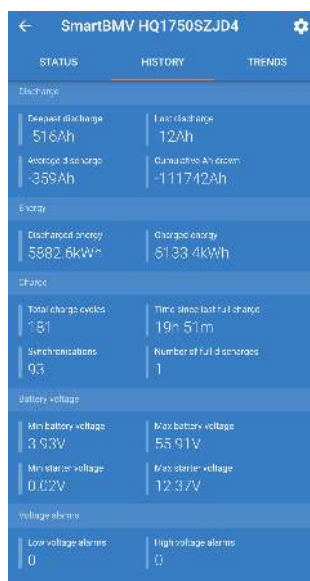 SmartBMV HQ1750SZJD4
STATUS HISTORY TRENDS
Discharge
Deepest discharge Last discharge
-516Ah -12Ah
Average discharge Cumulative Ah drawn
-359Ah -111742Ah
Energy
Discharged energy Charged energy
5882.6kWh 6133.4kWh
Charge
Total charge cycles Time since last full charge
181 19h 51m
Synchronisations Number of full discharges
93 1
Battery voltage
Min battery voltage Max battery voltage
3.93V 55.91V
Min starter voltage Max starter voltage
0.02V 12.37V
Voltage alarms
Low voltage alarms High voltage alarms
0 0